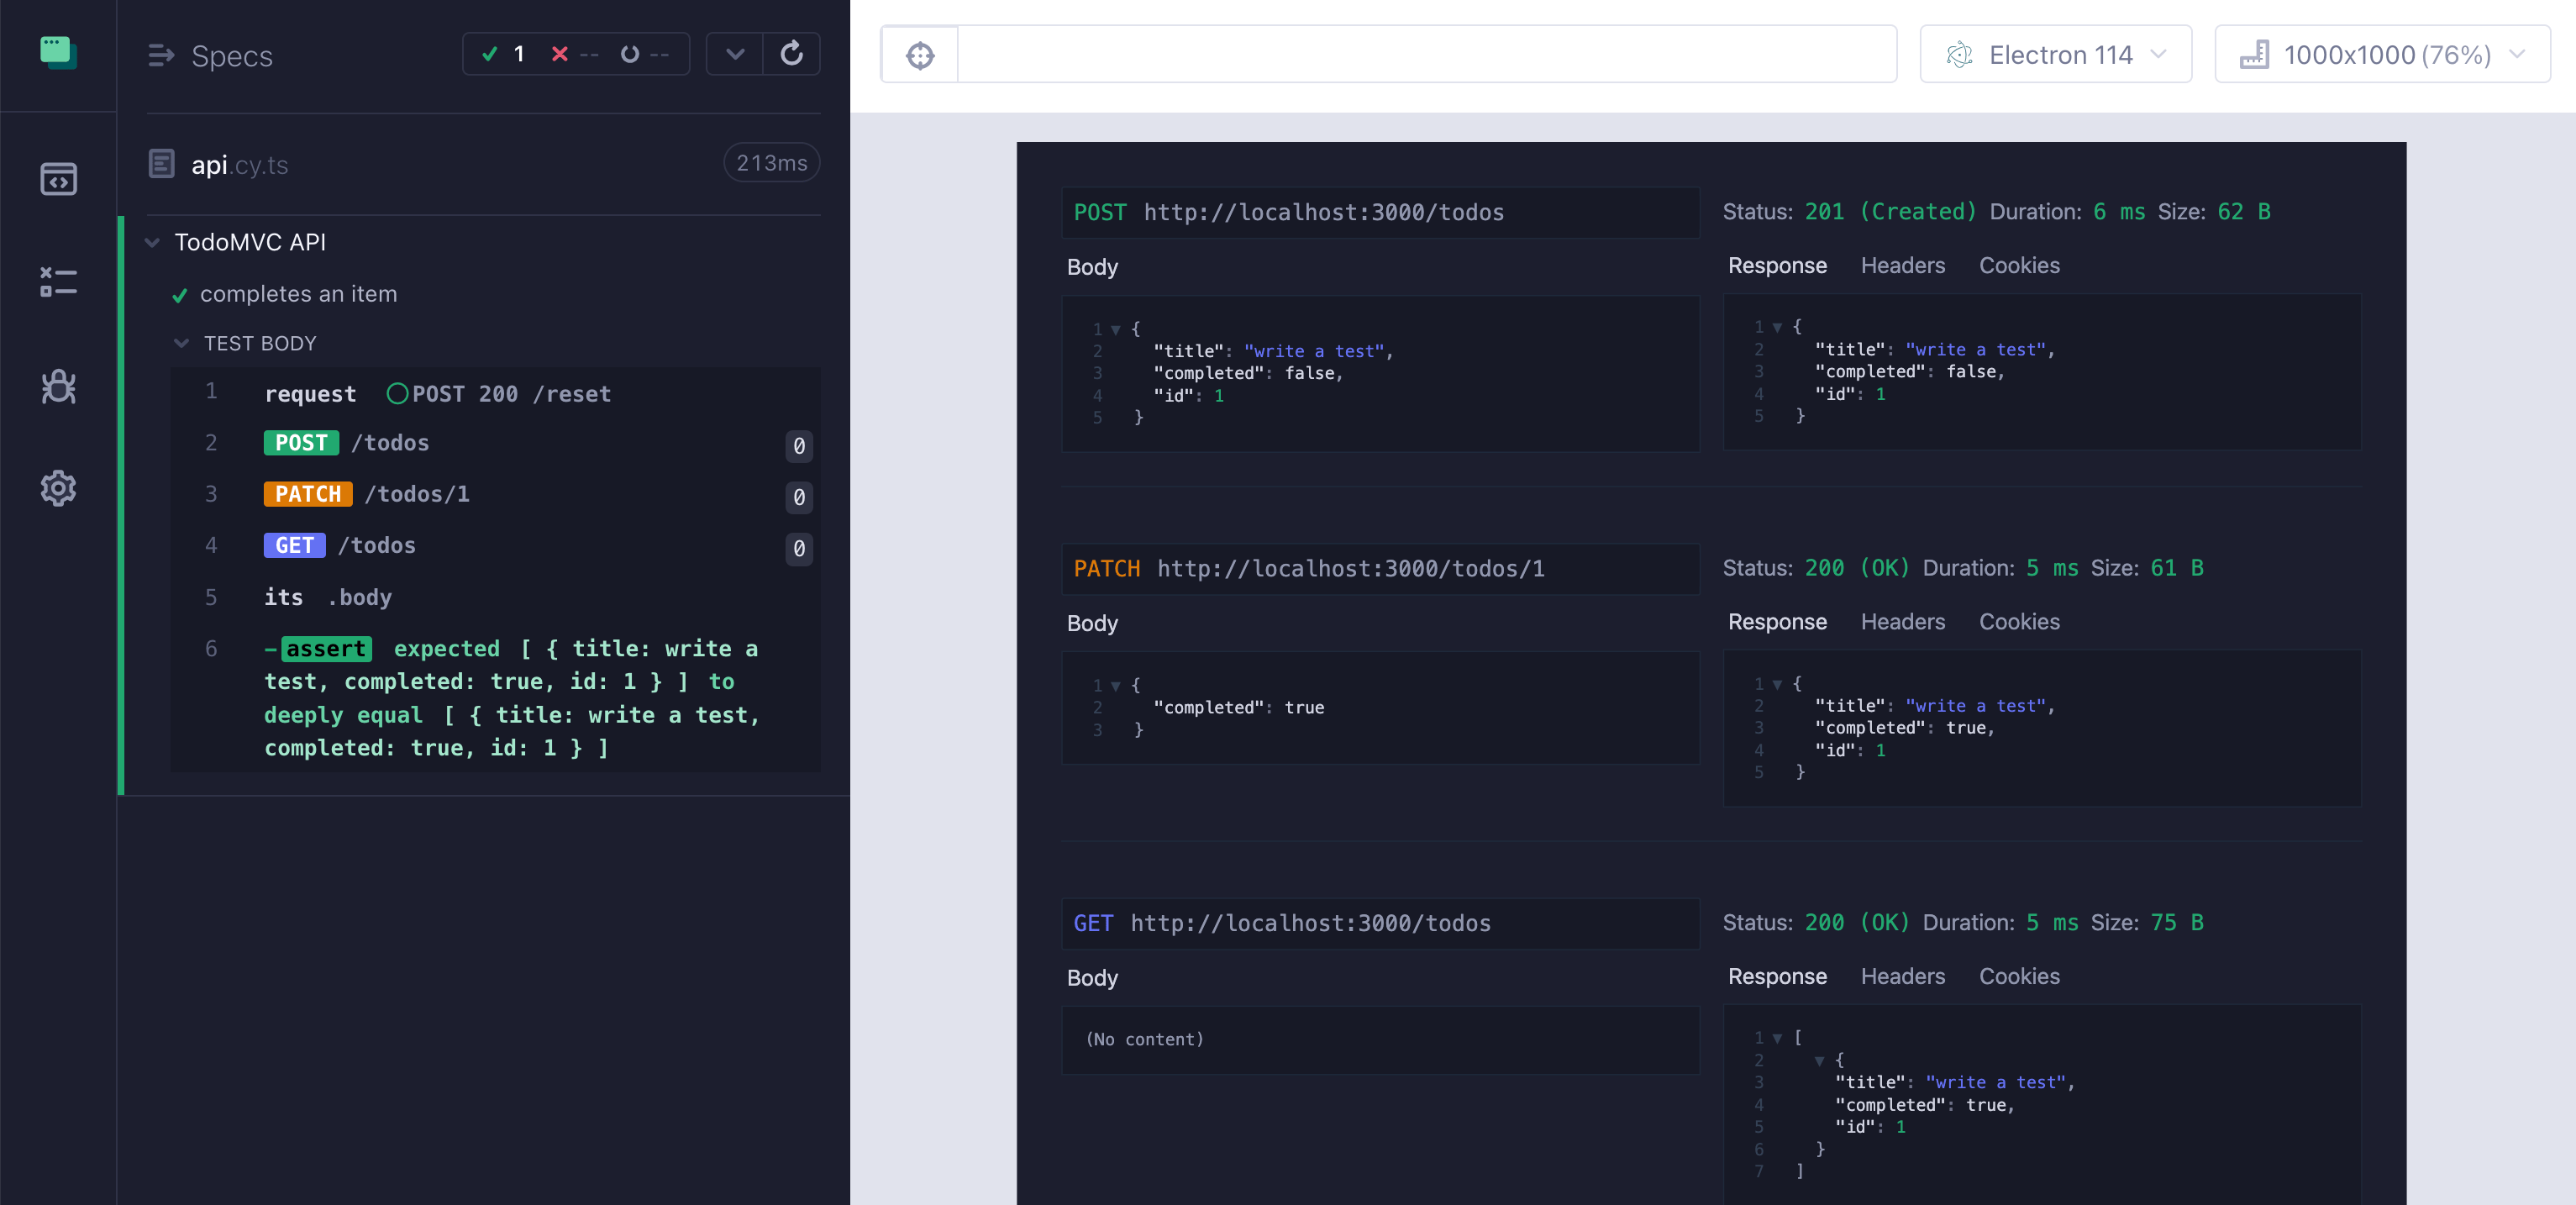 Specs
1 -- --
api.cy.ts 213ms
TodoMVC API
completes an item
TEST BODY
1 request POST 200 /reset
2 POST /todos 0
3 PATCH /todos/1 0
4 GET /todos 0
5 its .body
6 -assert expected [ { title: write a
test, completed: true, id: 1 } ] to
deeply equal [ { title: write a test,
completed: true, id: 1 } ]
Electron 114
1000x1000 (76%)
POST http://localhost:3000/todos
Body
1 {
2 "title": "write a test",
3 "completed": false,
4 "id": 1
5 }
Status: 201 (Created) Duration: 6 ms Size: 62 B
Response Headers Cookies
1 {
2 "title": "write a test",
3 "completed": false,
4 "id": 1
5 }
PATCH http://localhost:3000/todos/1
Body
1 {
2 "completed": true
3 }
Status: 200 (OK) Duration: 5 ms Size: 61 B
Response Headers Cookies
1 {
2 "title": "write a test",
3 "completed": true,
4 "id": 1
5 }
GET http://localhost:3000/todos
Body
(No content)
Status: 200 (OK) Duration: 5 ms Size: 75 B
Response Headers Cookies
1 [
2 {
3 "title": "write a test",
4 "completed": true,
5 "id": 1
6 }
7 ]